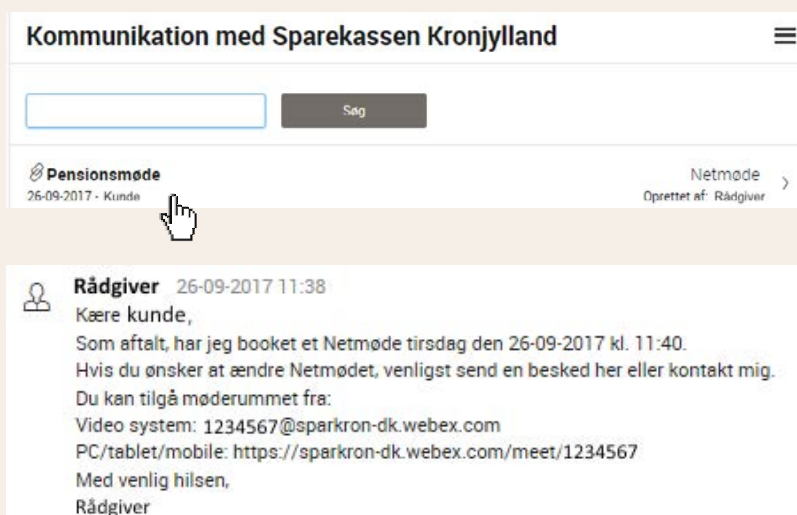 Kommunikation med Sparekassen Kronjylland
Søg
Pensionsmøde
Netmøde
26-09-2017 - Kunde
Oprettet af: Rådgiver
Rådgiver 26-09-2017 11:38
Kære kunde,
Som aftalt, har jeg booket et Netmøde tirsdag den 26-09-2017 kl. 11:40.
Hvis du ønsker at ændre Netmødet, venligst send en besked her eller kontakt mig.
Du kan tilgå møderummet fra:
Video system: 1234567@sparkron-dk.webex.com
PC/tablet/mobile: https://sparkron-dk.webex.com/meet/1234567
Med venlig hilsen,
Rådgiver